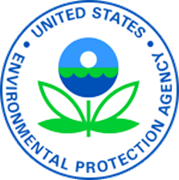 UNITED STATES
ENVIRONMENTAL PROTECTION AGENCY